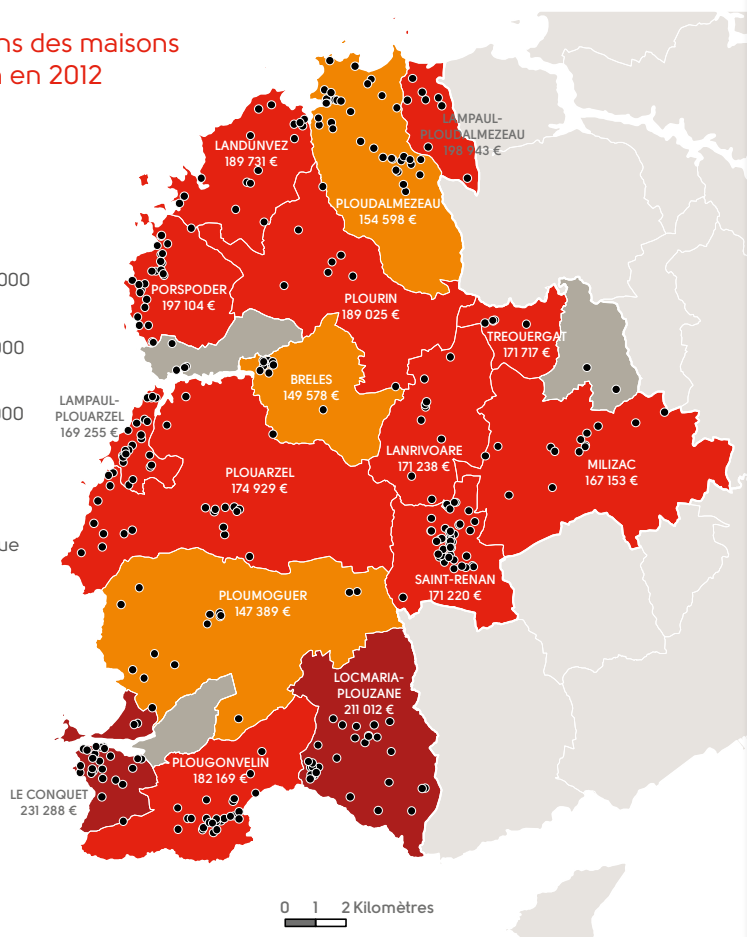 ns des maisons
en 2012
LAMPAUL-
PLOUDALMEZEAU
198 943 €
LANDUNVEZ
189 731 €
PLOUDALMEZEAU
154 598 €
000
PORSPODER
197 104 €
PLOURIN
189 025 €
TREOUERGAT
171 717 €
000
BRELES
149 578 €
LAMPAUL-
PLOUARZEL
169 255 €
000
LANRIVOARE
171 238 €
MILIZAC
167 153 €
PLOUARZEL
174 929 €
ue
SAINT-RENAN
171 220 €
PLOUMOGUER
147 389 €
LOCMARIA-
PLOUZANE
211 012 €
PLOUGONVELIN
182 169 €
LE CONQUET
231 288 €
0 1 2 Kilomètres